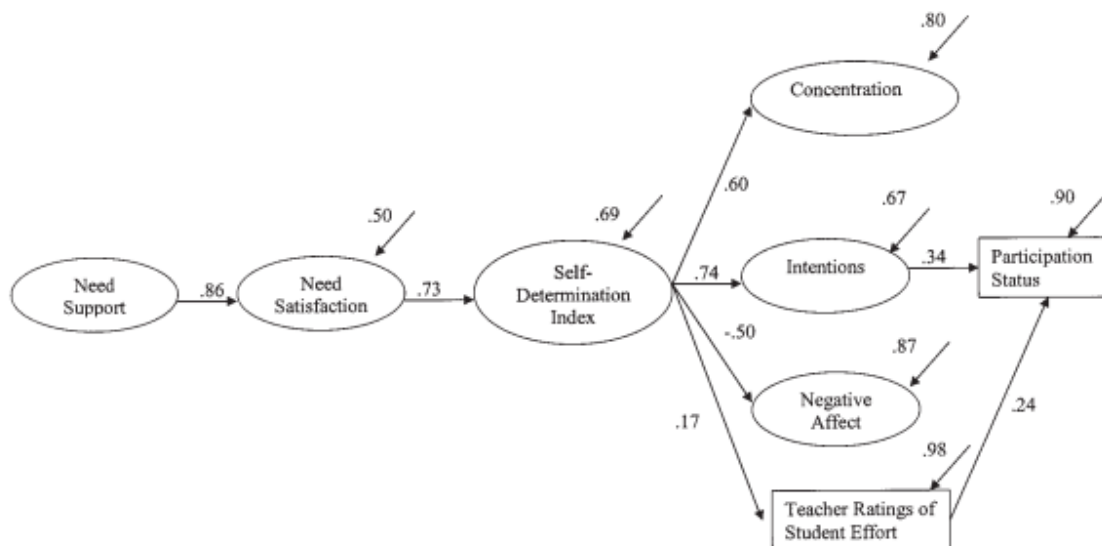 .80
Concentration
.60
.50
.69
.67
.90
Need
Support
.86
Need
Satisfaction
.73
Self-
Determination
Index
.74
Intentions
.34
Participation
Status
-.50
.87
Negative
Affect
.17
.24
.98
Teacher Ratings of
Student Effort